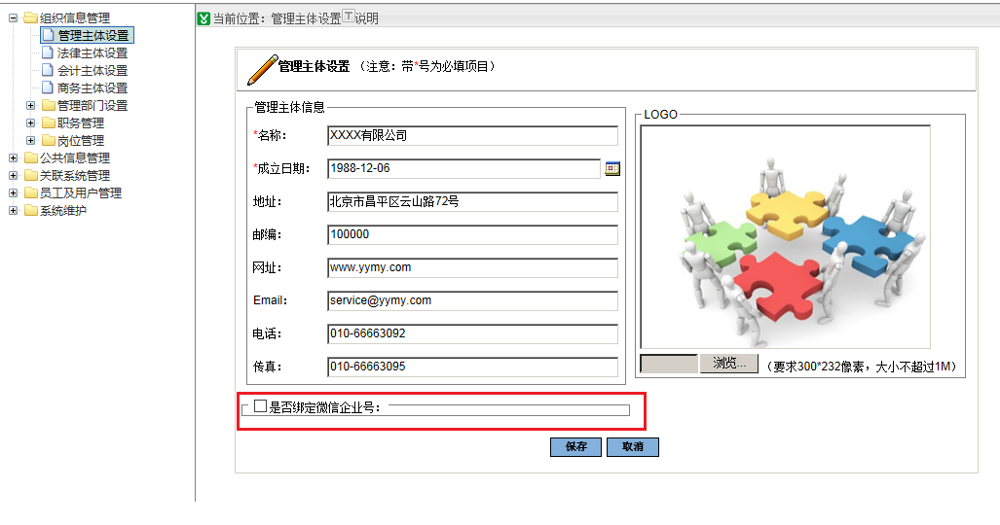 组织信息管理
管理主体设置
法律主体设置
会计主体设置
商务主体设置
管理部门设置
职务管理
岗位管理
公共信息管理
关联系统管理
员工及用户管理
系统维护
当前位置：管理主体设置 T 说明
管理主体设置 （注意：带*号为必填项目）
管理主体信息
*名称： XXXX有限公司
*成立日期： 1988-12-06
地址： 北京市昌平区云山路72号
邮编： 100000
网址： www.yymy.com
Email: service@yymy.com
电话： 010-66663092
传真： 010-66663095
LOGO
浏览... （要求300*232像素，大小不超过1M）
是否绑定微信企业号：
保存 取消